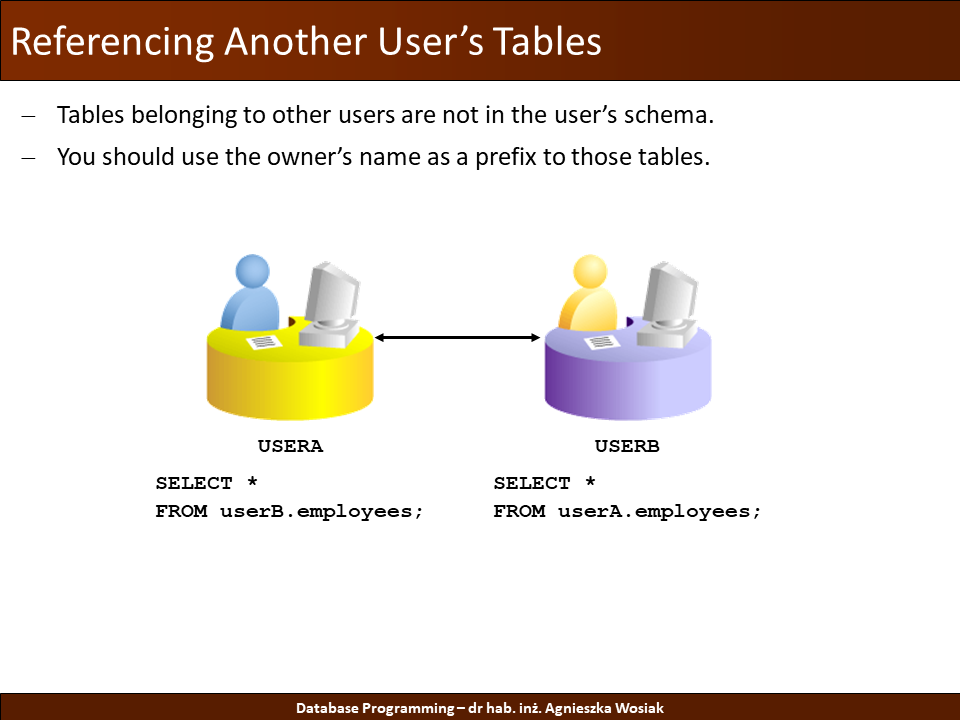 Referencing Another User’s Tables
– Tables belonging to other users are not in the user’s schema.
– You should use the owner’s name as a prefix to those tables.
USERA
USERB
SELECT *
FROM userB.employees;
SELECT *
FROM userA.employees;
Database Programming – dr hab. inż. Agnieszka Wosiak